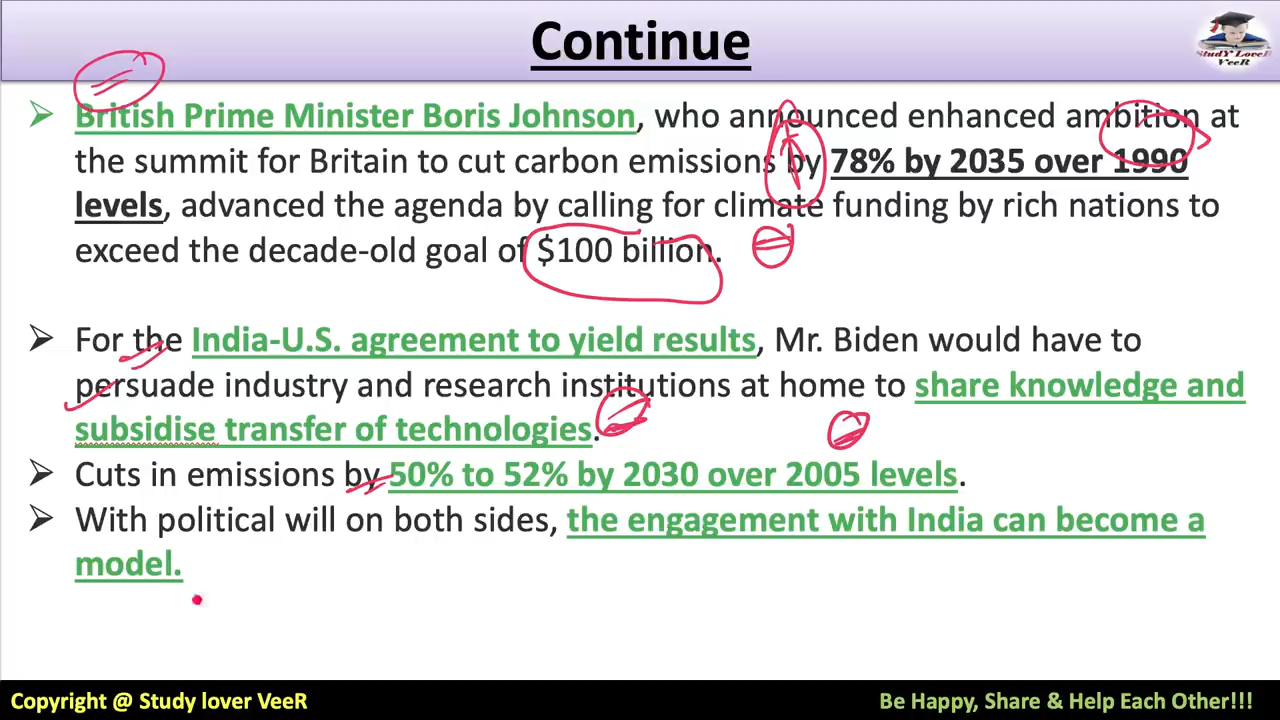 Continue
StudY LoveR
VeeR
➢ British Prime Minister Boris Johnson, who announced enhanced ambition at
the summit for Britain to cut carbon emissions by 78% by 2035 over 1990
levels, advanced the agenda by calling for climate funding by rich nations to
exceed the decade-old goal of $100 billion.
➢ For the India-U.S. agreement to yield results, Mr. Biden would have to
persuade industry and research institutions at home to share knowledge and
subsidise transfer of technologies.
➢ Cuts in emissions by 50% to 52% by 2030 over 2005 levels.
➢ With political will on both sides, the engagement with India can become a
model.
Copyright @ Study lover VeeR
Be Happy, Share & Help Each Other!!!